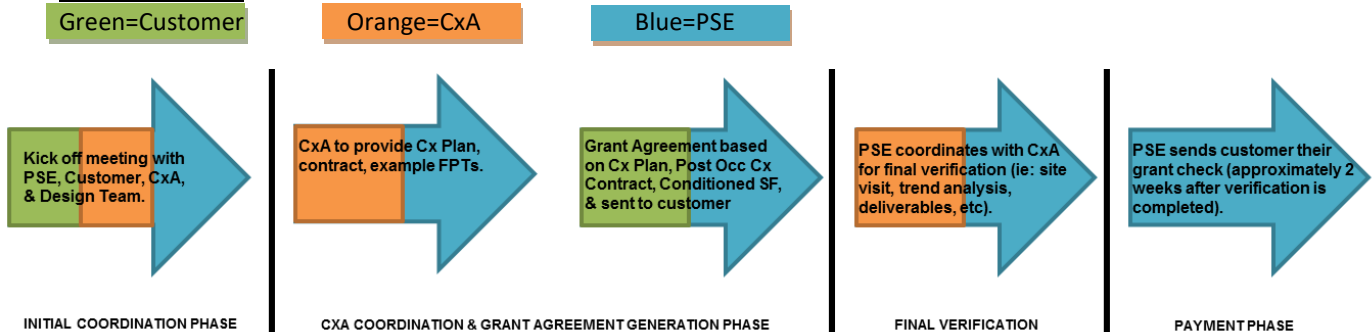 Green=Customer
Orange=CxA
Blue=PSE
Kick off meeting with
PSE, Customer, CxA,
& Design Team.
CxA to provide Cx Plan,
contract, example FPTs.
Grant Agreement based
on Cx Plan, Post Occ Cx
Contract, Conditioned SF,
& sent to customer
PSE coordinates with CxA
for final verification (ie: site
visit, trend analysis,
deliverables, etc).
PSE sends customer their
grant check (approximately 2
weeks after verification is
completed).
INITIAL COORDINATION PHASE
CXA COORDINATION & GRANT AGREEMENT GENERATION PHASE
FINAL VERIFICATION
PAYMENT PHASE